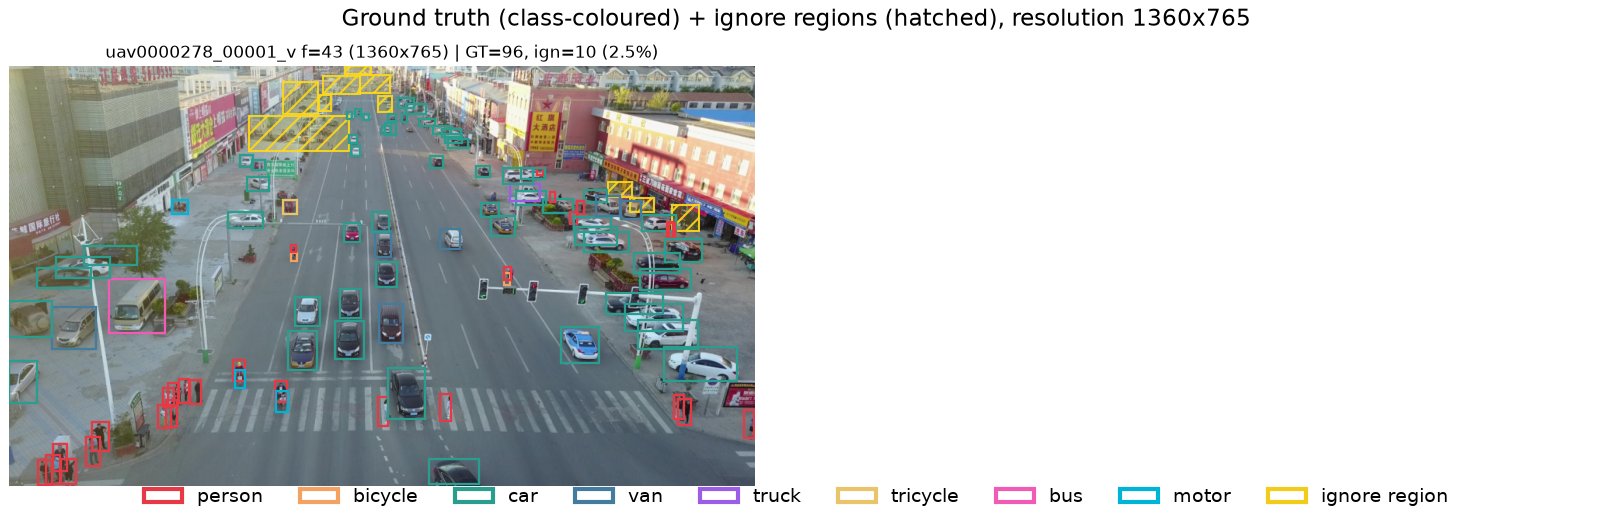 Ground truth (class-coloured) + ignore regions (hatched), resolution 1360x765
uav0000278_00001_v f=43 (1360x765) | GT=96, ign=10 (2.5%)
红旗
大酒店
person
bicycle
car
van
truck
tricycle
bus
motor
ignore region